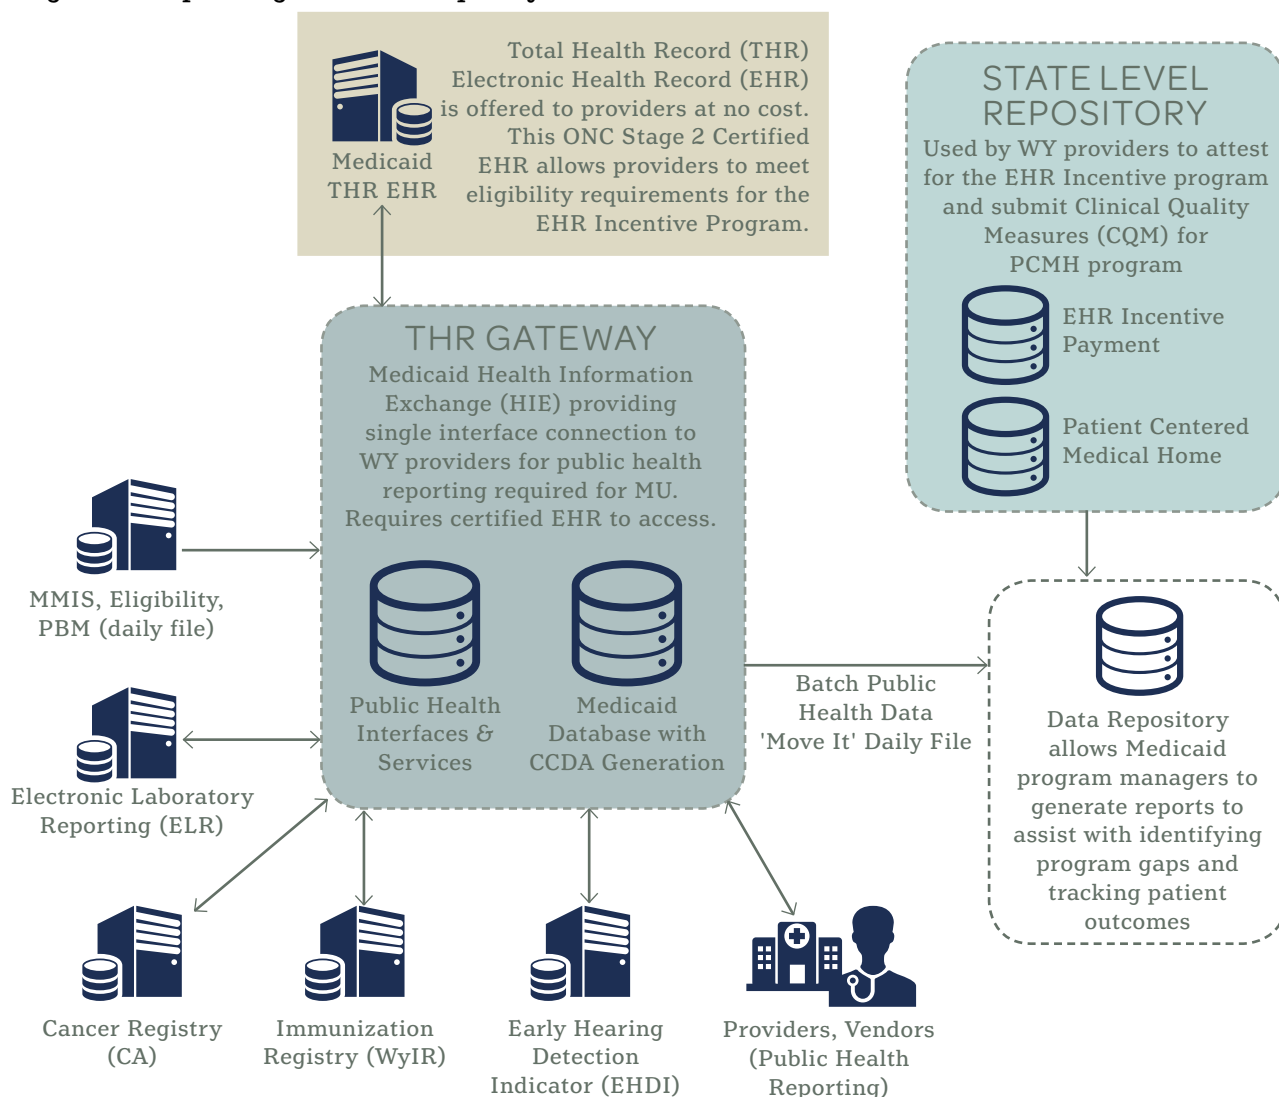 Total Health Record (THR)
Electronic Health Record (EHR)
is offered to providers at no cost.
This ONC Stage 2 Certified
EHR allows providers to meet
eligibility requirements for the
EHR Incentive Program.
Medicaid
THR EHR
STATE LEVEL
REPOSITORY
Used by WY providers to attest
for the EHR Incentive program
and submit Clinical Quality
Measures (CQM) for
PCMH program
EHR Incentive
Payment
Patient Centered
Medical Home
THR GATEWAY
Medicaid Health Information
Exchange (HIE) providing
single interface connection to
WY providers for public health
reporting required for MU.
Requires certified EHR to access.
Public Health
Interfaces &
Services
Medicaid
Database with
CCDA Generation
MMIS, Eligibility,
PBM (daily file)
Electronic Laboratory
Reporting (ELR)
Batch Public
Health Data
'Move It' Daily File
Data Repository
allows Medicaid
program managers to
generate reports to
assist with identifying
program gaps and
tracking patient
outcomes
Cancer Registry
(CA)
Immunization
Registry (WyIR)
Early Hearing
Detection
Indicator (EHDI)
Providers, Vendors
(Public Health
Reporting)